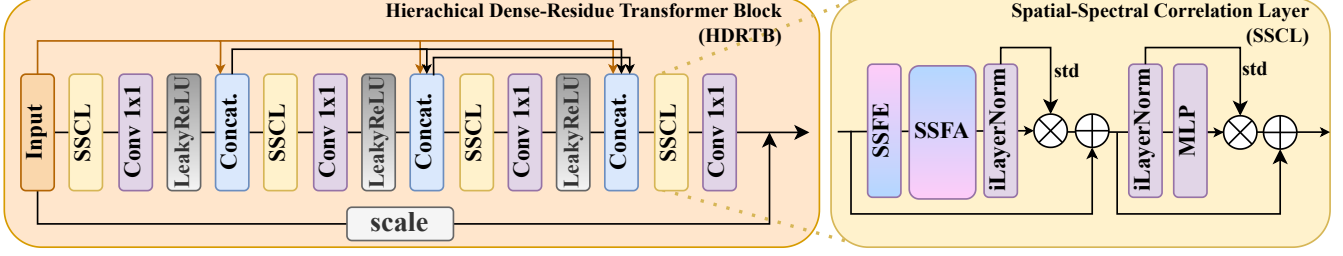 Hierachical Dense-Residue Transformer Block
(HDRTB)
Input
SSCL
Conv 1x1
LeakyReLU
Concat.
SSCL
Conv 1x1
LeakyReLU
Concat.
SSCL
Conv 1x1
LeakyReLU
Concat.
SSCL
Conv 1x1
scale
Spatial-Spectral Correlation Layer
(SSCL)
SSFE
SSFA
iLayerNorm
std
iLayerNorm
MLP
std